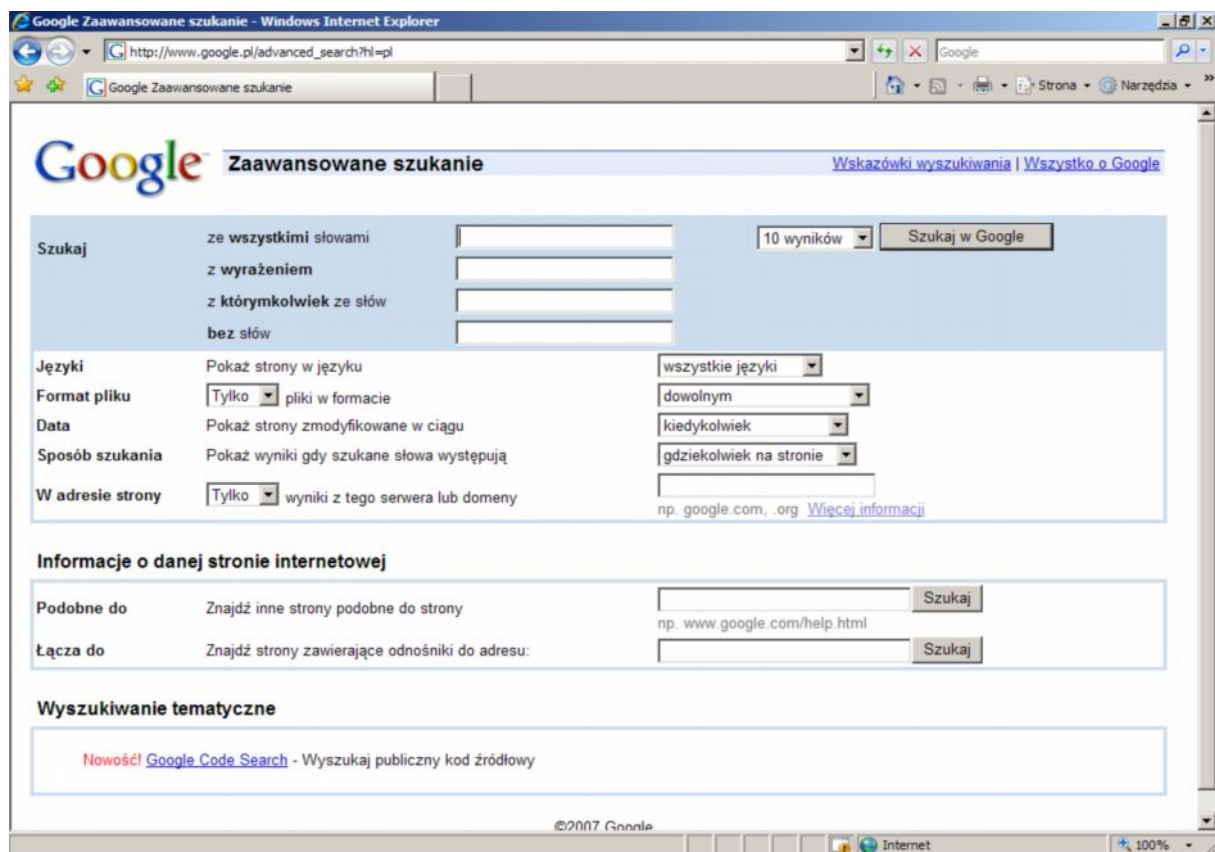 Google Zaawansowane szukanie - Windows Internet Explorer
http://www.google.pl/advanced_search?hl=pl Google
Google Zaawansowane szukanie Strona Narzędzia »
Google™ Zaawansowane szukanie Wskazówki wyszukiwania | Wszystko o Google
Szukaj ze wszystkimi słowami 10 wyników Szukaj w Google
z wyrażeniem
z którymkolwiek ze słów
bez słów
Języki Pokaż strony w języku wszystkie języki
Format pliku Tylko pliki w formacie dowolnym
Data Pokaż strony zmodyfikowane w ciągu kiedykolwiek
Sposób szukania Pokaż wyniki gdy szukane słowa występują gdziekolwiek na stronie
W adresie strony Tylko wyniki z tego serwera lub domeny
np. google.com, .org Więcej informacji
Informacje o danej stronie internetowej
Podobne do Znajdź inne strony podobne do strony Szukaj
np. www.google.com/help.html
Łącza do Znajdź strony zawierające odnośniki do adresu: Szukaj
Wyszukiwanie tematyczne
Nowość! Google Code Search - Wyszukaj publiczny kod źródłowy
©2007 Google
Internet 100%